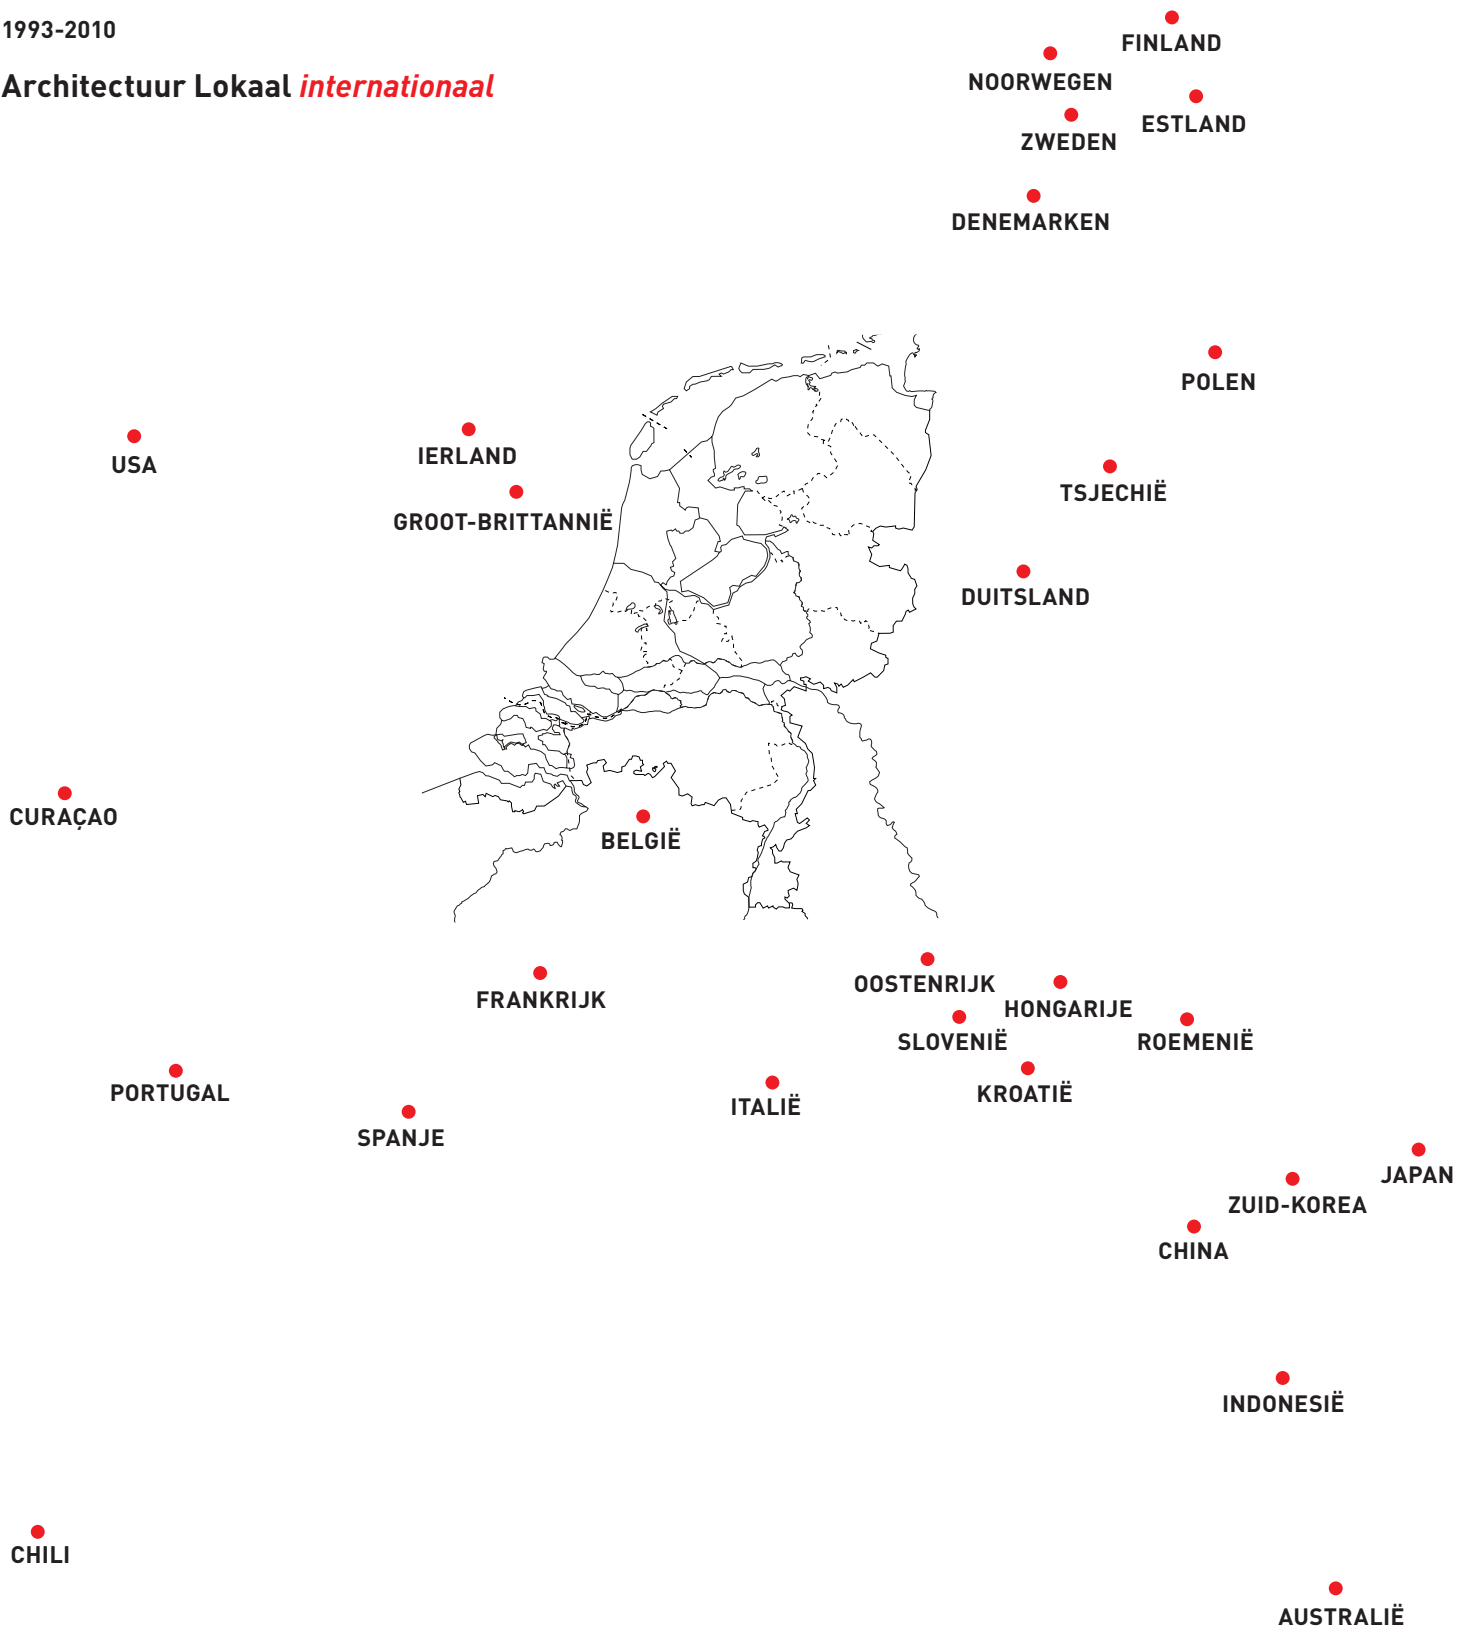 1993-2010
Architectuur Lokaal internationaal
FINLAND
NOORWEGEN
ESTLAND
ZWEDEN
DENEMARKEN
POLEN
USA
IERLAND
TSJECHIË
GROOT-BRITTANNIË
DUITSLAND
CURAÇAO
BELGIË
OOSTENRIJK
FRANKRIJK
HONGARIJE
SLOVENIË
ROEMENIË
PORTUGAL
KROATIË
ITALIË
SPANJE
JAPAN
ZUID-KOREA
CHINA
INDONESIË
CHILI
AUSTRALIË